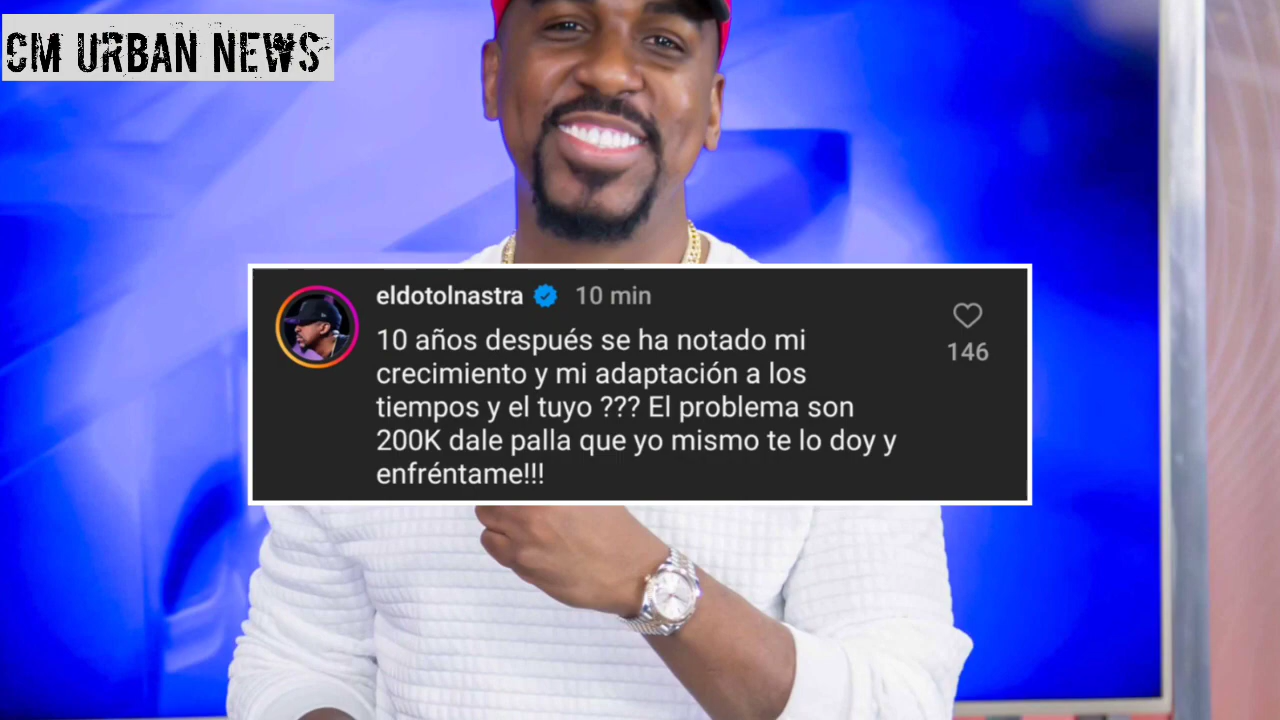 CM URBAN NEWS
eldotolnastra 10 min
10 años después se ha notado mi
crecimiento y mi adaptación a los
tiempos y el tuyo ??? El problema son
200K dale palla que yo mismo te lo doy y
enfréntame!!!
146